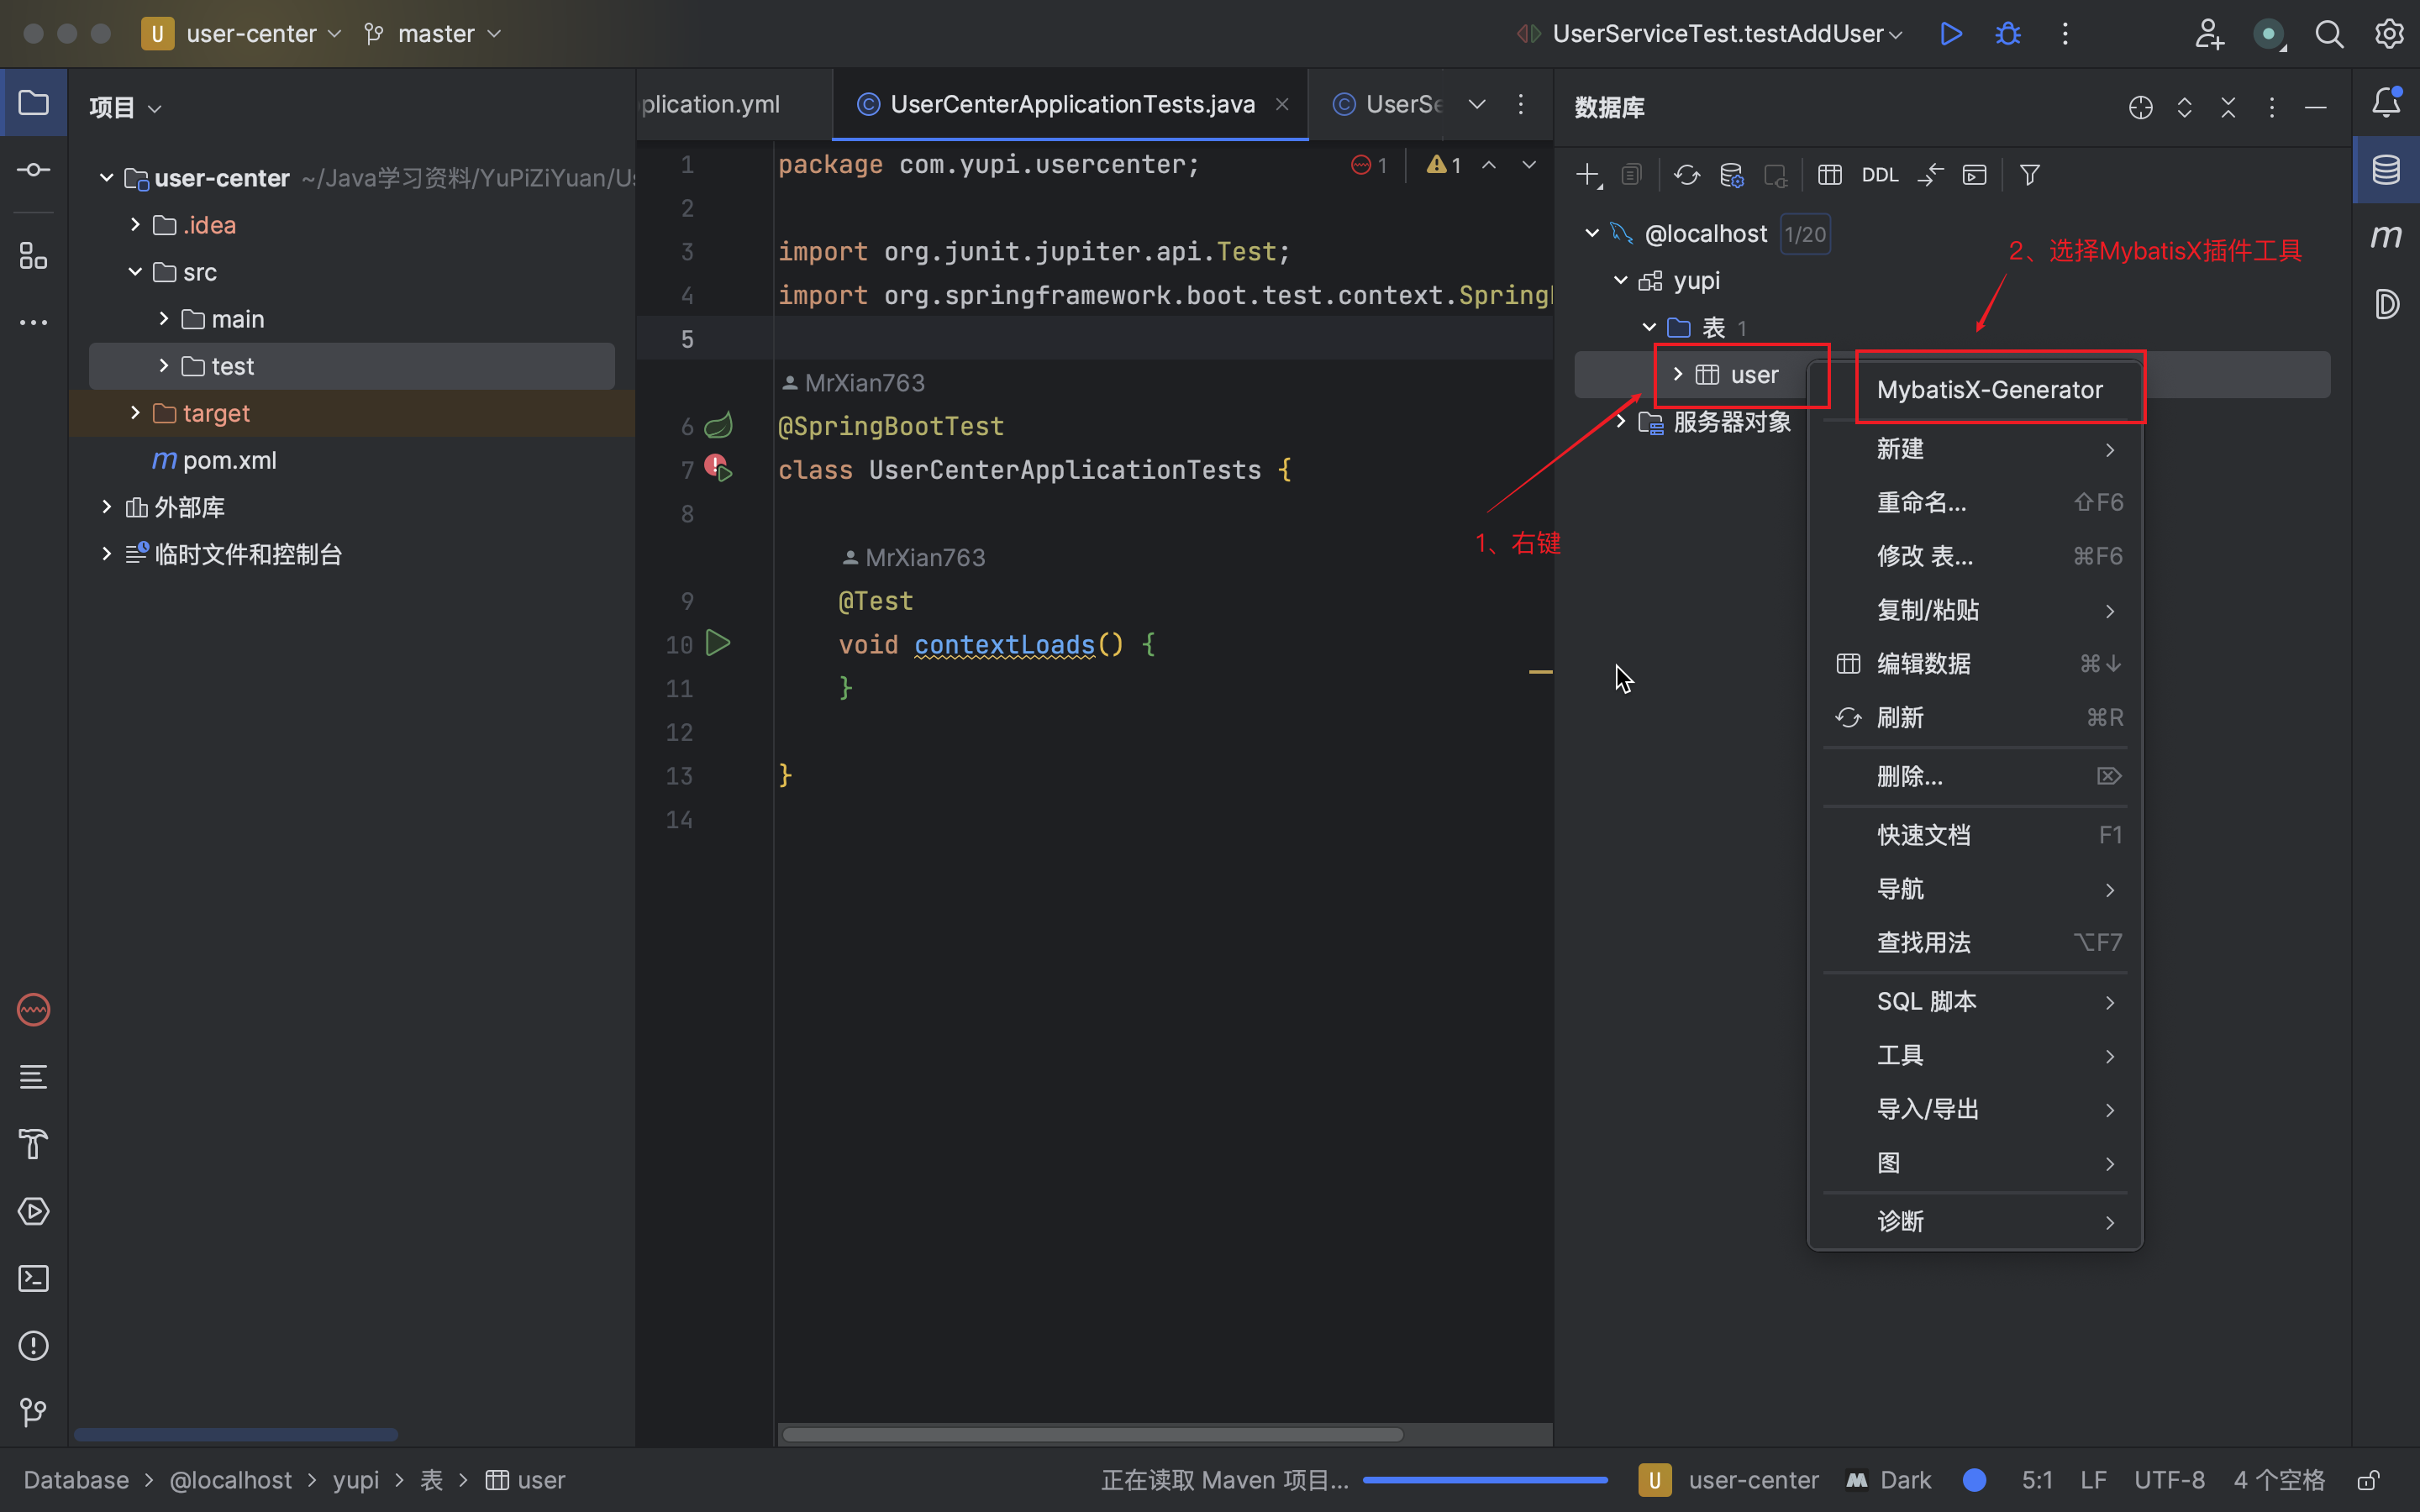 U user-center
master
UserServiceTest.testAddUser
项目
user-center ~/Java学习资料/YuPiZiYuan/Us
.idea
src
main
test
target
pom.xml
外部库
临时文件和控制台
plication.yml
UserCenterApplicationTests.java
UserSe
1 package com.yupi.usercenter;
1
1
2
3 import org.junit.jupiter.api.Test;
4 import org.springframework.boot.test.context.Spring
5
MrXian763
6 @SpringBootTest
7 class UserCenterApplicationTests {
8
MrXian763
9 @Test
10 void contextLoads() {
11 }
12
13 }
14
数据库
DDL
@localhost 1/20
yupi
表 1
user
服务器对象
1、右键
2、选择MybatisX插件工具
MybatisX-Generator
新建
重命名... ⇧F6
修改 表... ⌘F6
复制/粘贴
编辑数据 ⌘↓
刷新 ⌘R
删除... ⌦
快速文档 F1
导航
查找用法 ⌥F7
SQL 脚本
工具
导入/导出
图
诊断
Database > @localhost > yupi > 表 > user
正在读取 Maven 项目...
U user-center
Dark
5:1 LF UTF-8 4 个空格